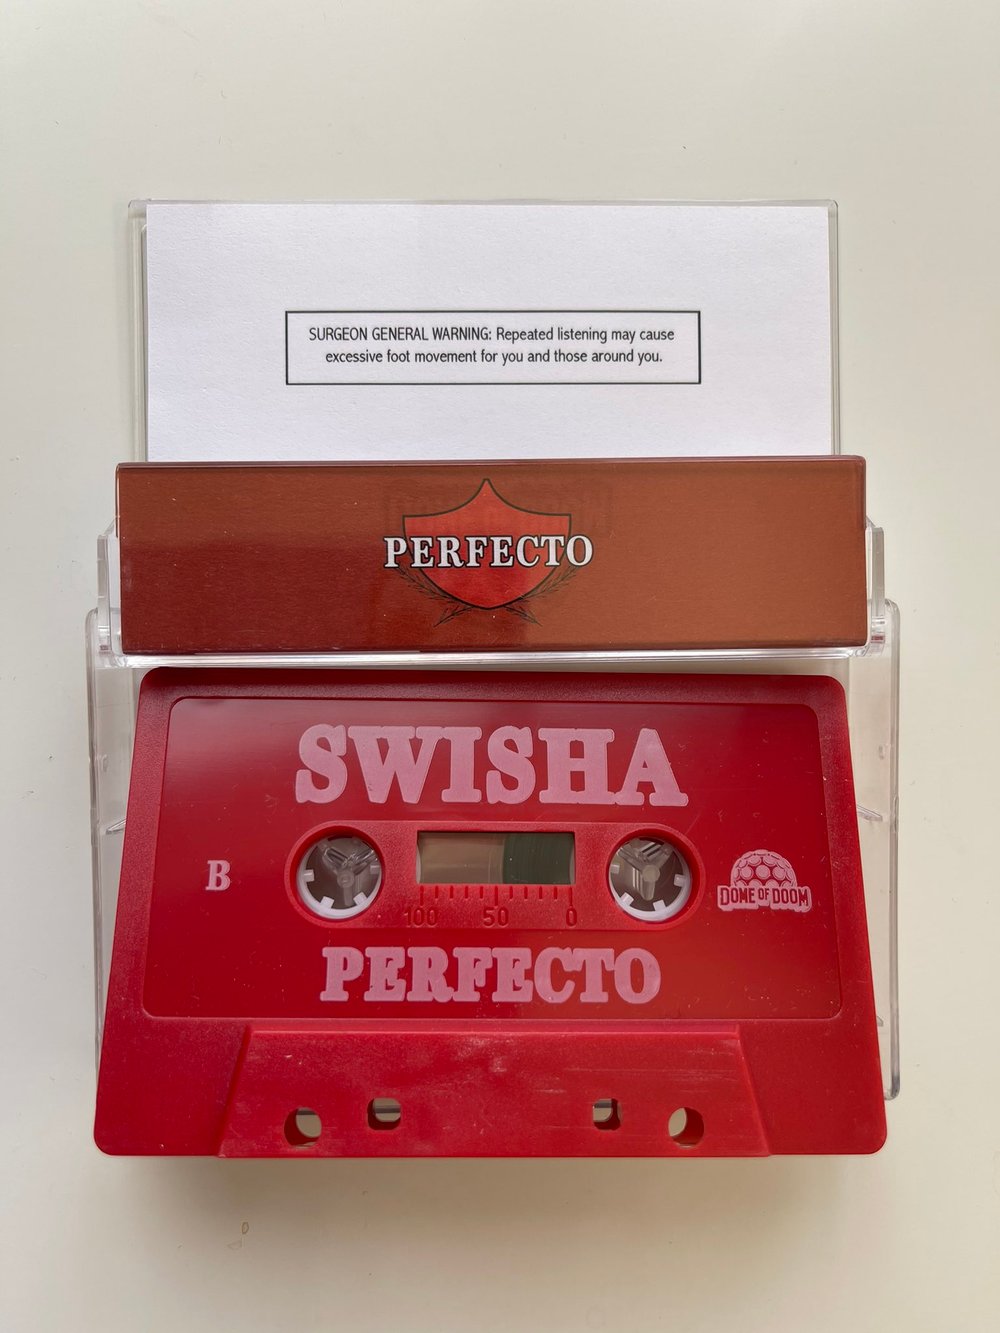 SURGEON GENERAL WARNING: Repeated listening may cause
excessive foot movement for you and those around you.
PERFECTO
SWISHA
B
DOME OF DOOM
100 50 0
PERFECTO